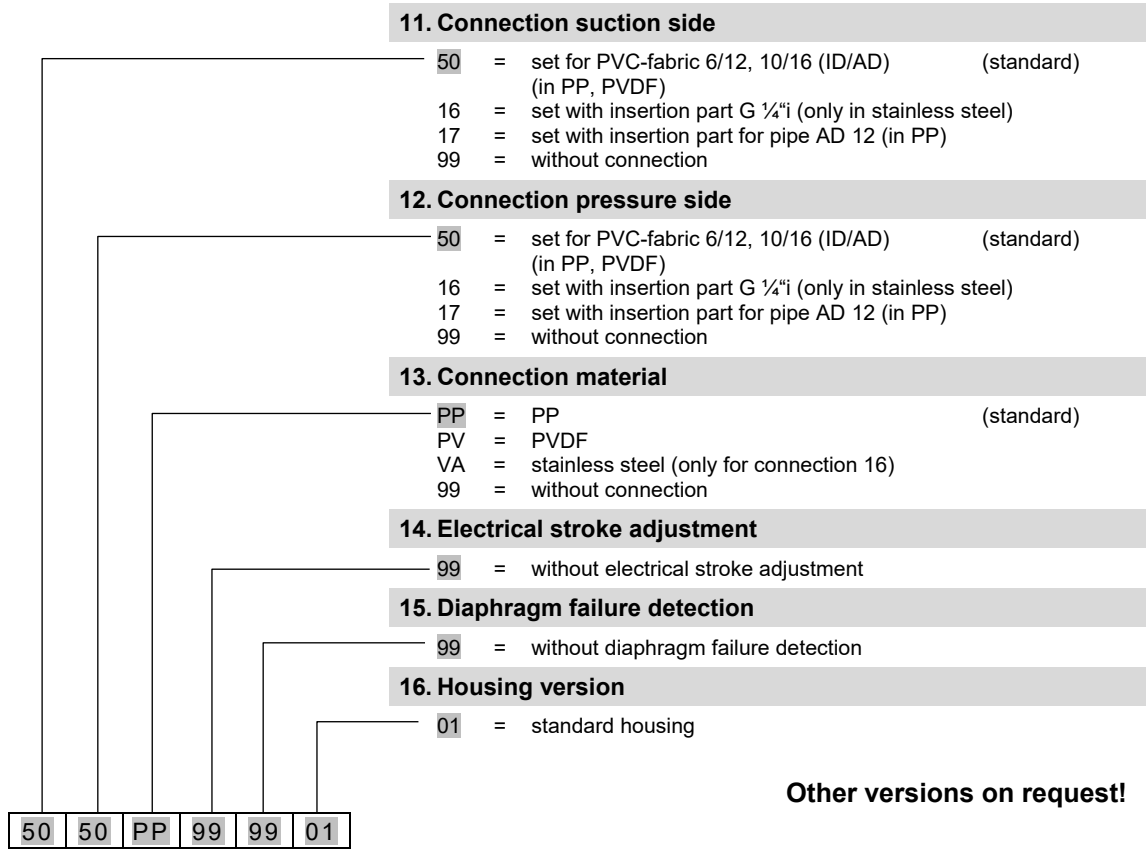 11. Connection suction side
50 = set for PVC-fabric 6/12, 10/16 (ID/AD) (standard)
(in PP, PVDF)
16 = set with insertion part G ¼“i (only in stainless steel)
17 = set with insertion part for pipe AD 12 (in PP)
99 = without connection
12. Connection pressure side
50 = set for PVC-fabric 6/12, 10/16 (ID/AD) (standard)
(in PP, PVDF)
16 = set with insertion part G ¼“i (only in stainless steel)
17 = set with insertion part for pipe AD 12 (in PP)
99 = without connection
13. Connection material
PP = PP (standard)
PV = PVDF
VA = stainless steel (only for connection 16)
99 = without connection
14. Electrical stroke adjustment
99 = without electrical stroke adjustment
15. Diaphragm failure detection
99 = without diaphragm failure detection
16. Housing version
01 = standard housing
Other versions on request!
50 50 PP 99 99 01